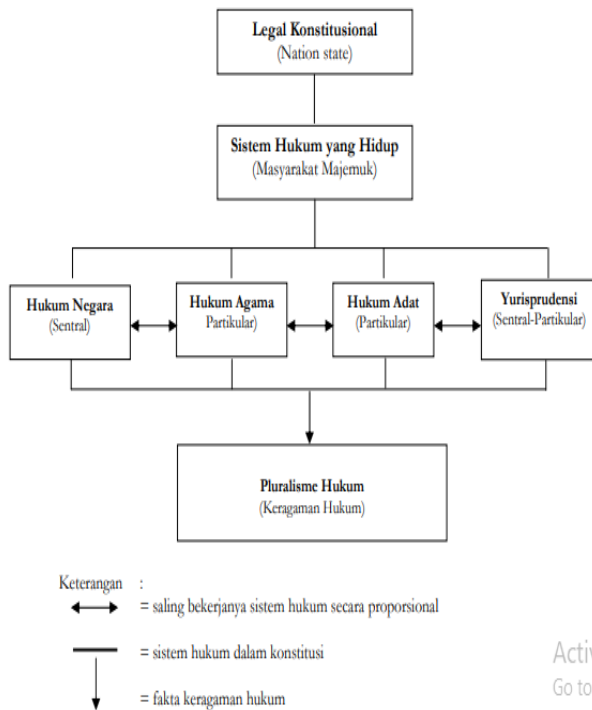 Legal Konstitusional
(Nation state)
Sistem Hukum yang Hidup
(Masyarakat Majemuk)
Hukum Negara
(Sentral)
Hukum Agama
Partikular)
Hukum Adat
(Partikular)
Yurisprudensi
(Sentral-Partikular)
Pluralisme Hukum
(Keragaman Hukum)
Keterangan :
= saling bekerjanya sistem hukum secara proporsional
= sistem hukum dalam konstitusi
= fakta keragaman hukum
Go to